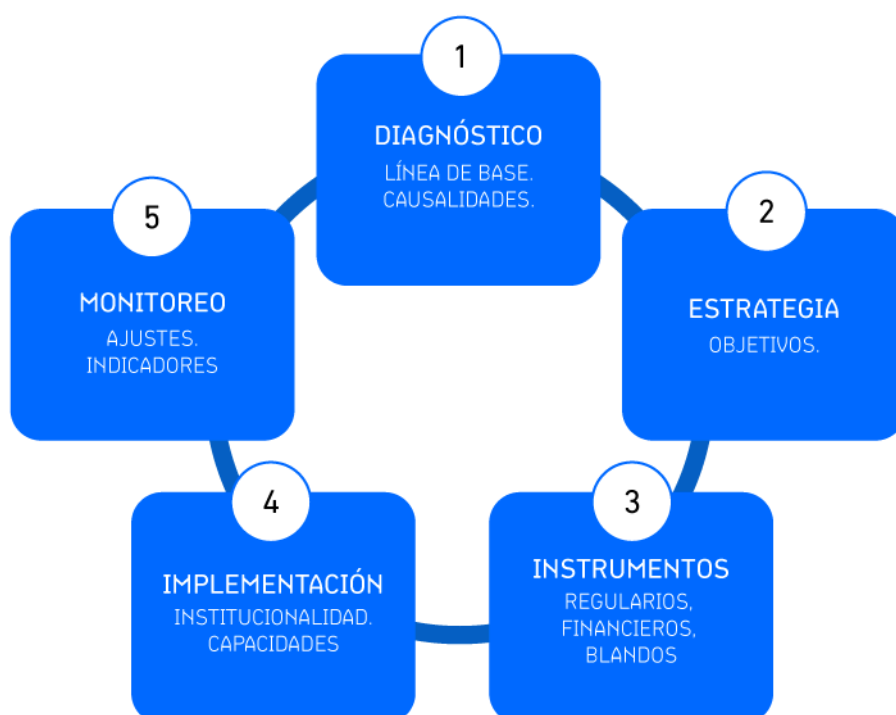 1
DIAGNÓSTICO
LÍNEA DE BASE.
CAUSALIDADES.
2
ESTRATEGIA
OBJETIVOS.
3
INSTRUMENTOS
REGULARIOS,
FINANCIEROS,
BLANDOS
4
IMPLEMENTACIÓN
INSTITUCIONALIDAD.
CAPACIDADES
5
MONITOREO
AJUSTES.
INDICADORES